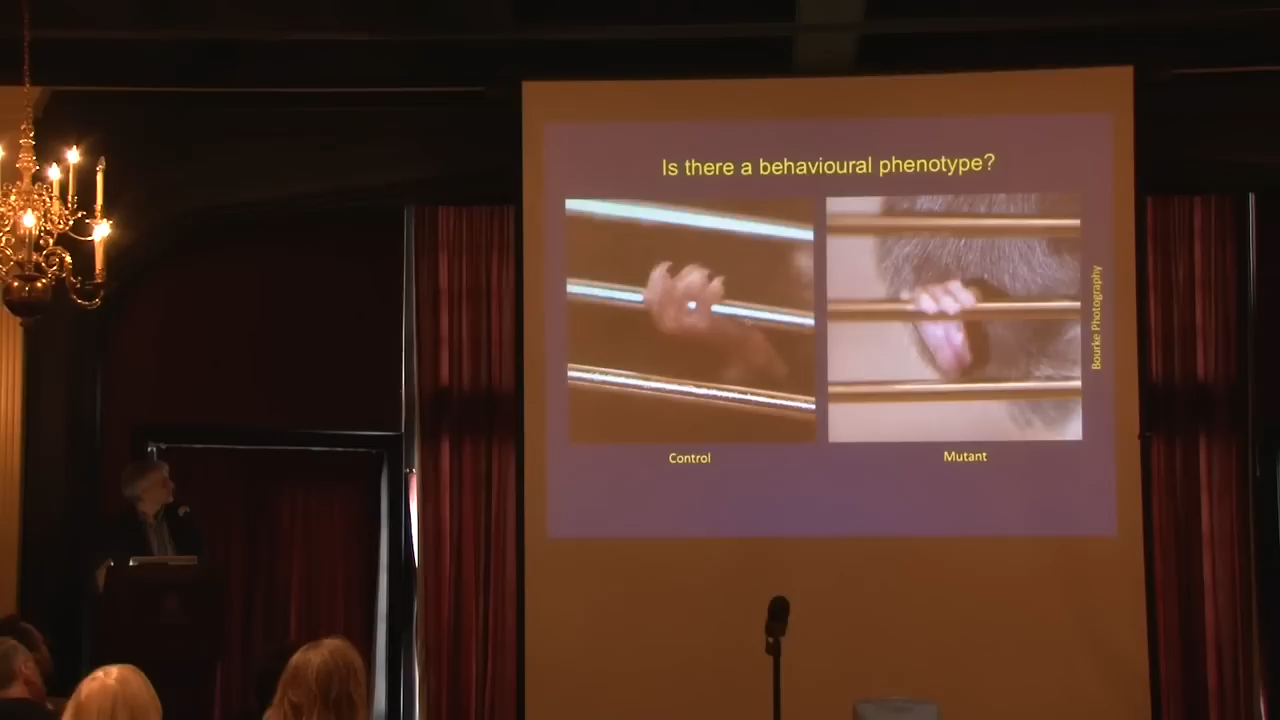 Is there a behavioural phenotype?
Bourke Photography
Control
Mutant